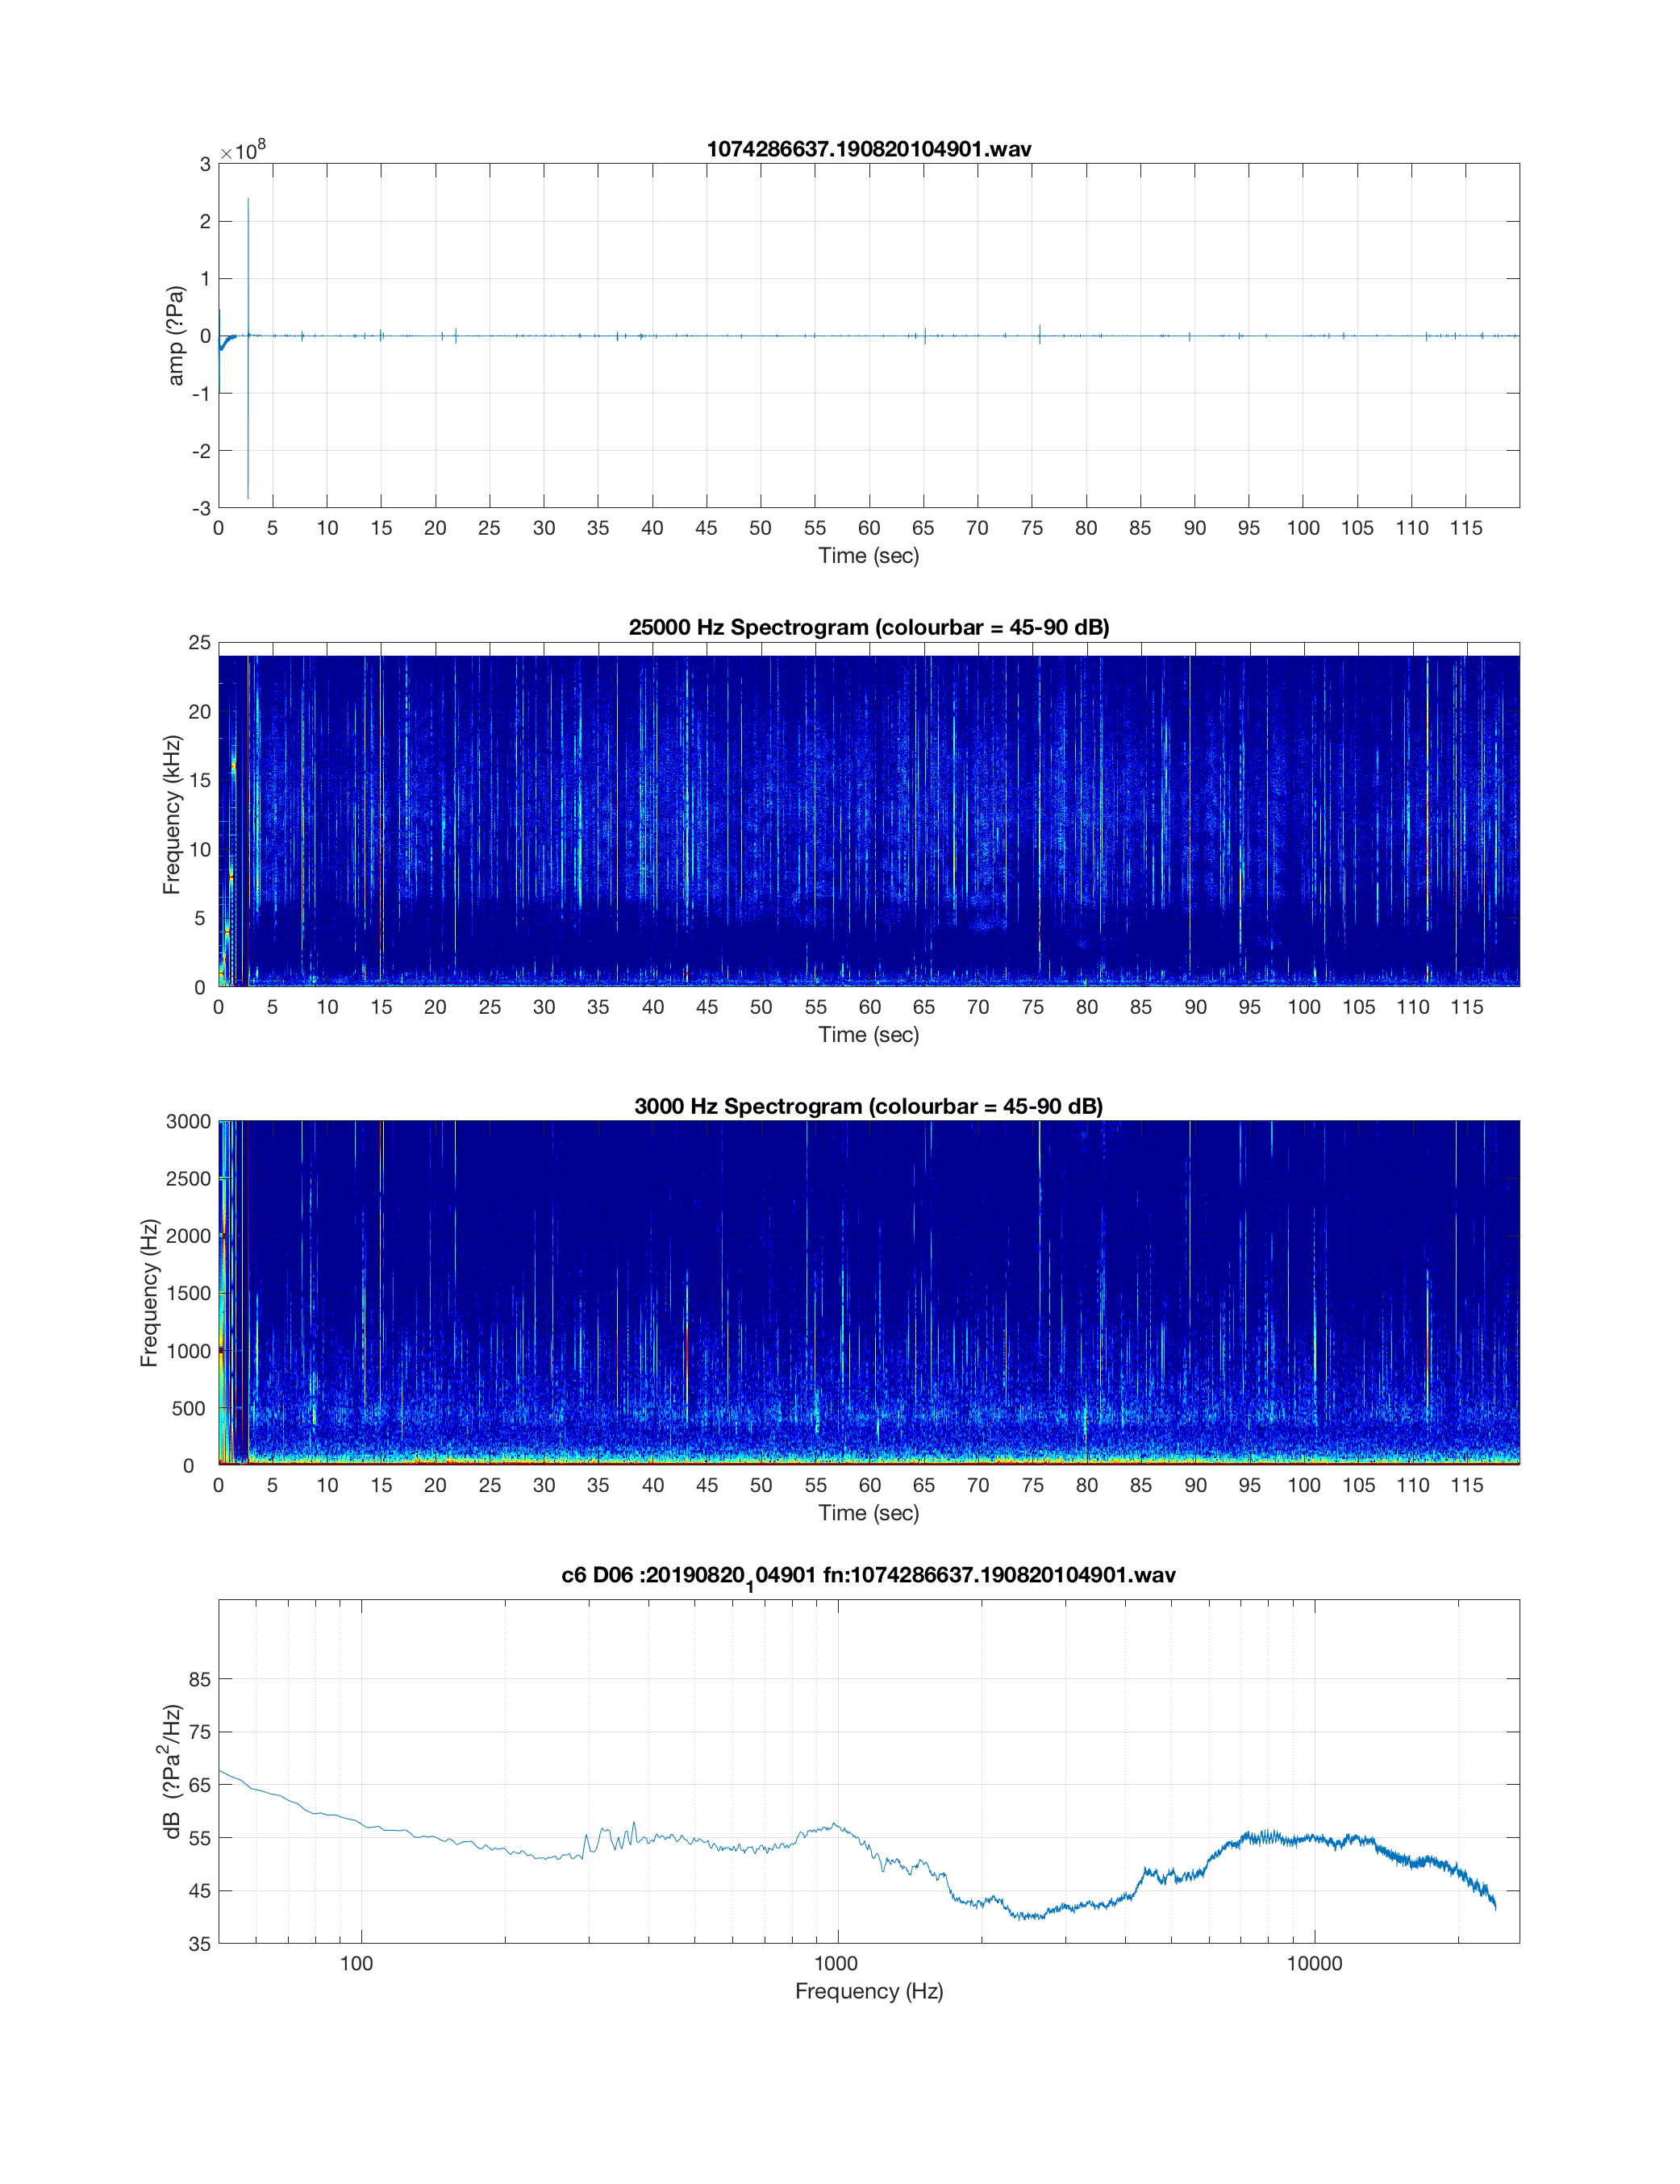 1074286637.190820104901.wav
×10^8
3
2
1
0
-1
-2
-3
amp (?Pa)
0 5 10 15 20 25 30 35 40 45 50 55 60 65 70 75 80 85 90 95 100 105 110 115
Time (sec)
25000 Hz Spectrogram (colourbar = 45-90 dB)
25
20
15
10
5
0
Frequency (kHz)
0 5 10 15 20 25 30 35 40 45 50 55 60 65 70 75 80 85 90 95 100 105 110 115
Time (sec)
3000 Hz Spectrogram (colourbar = 45-90 dB)
3000
2500
2000
1500
1000
500
0
Frequency (Hz)
0 5 10 15 20 25 30 35 40 45 50 55 60 65 70 75 80 85 90 95 100 105 110 115
Time (sec)
c6 D06 :20190820_104901 fn:1074286637.190820104901.wav
85
75
65
55
45
35
dB (?Pa^2/Hz)
100 1000 10000
Frequency (Hz)